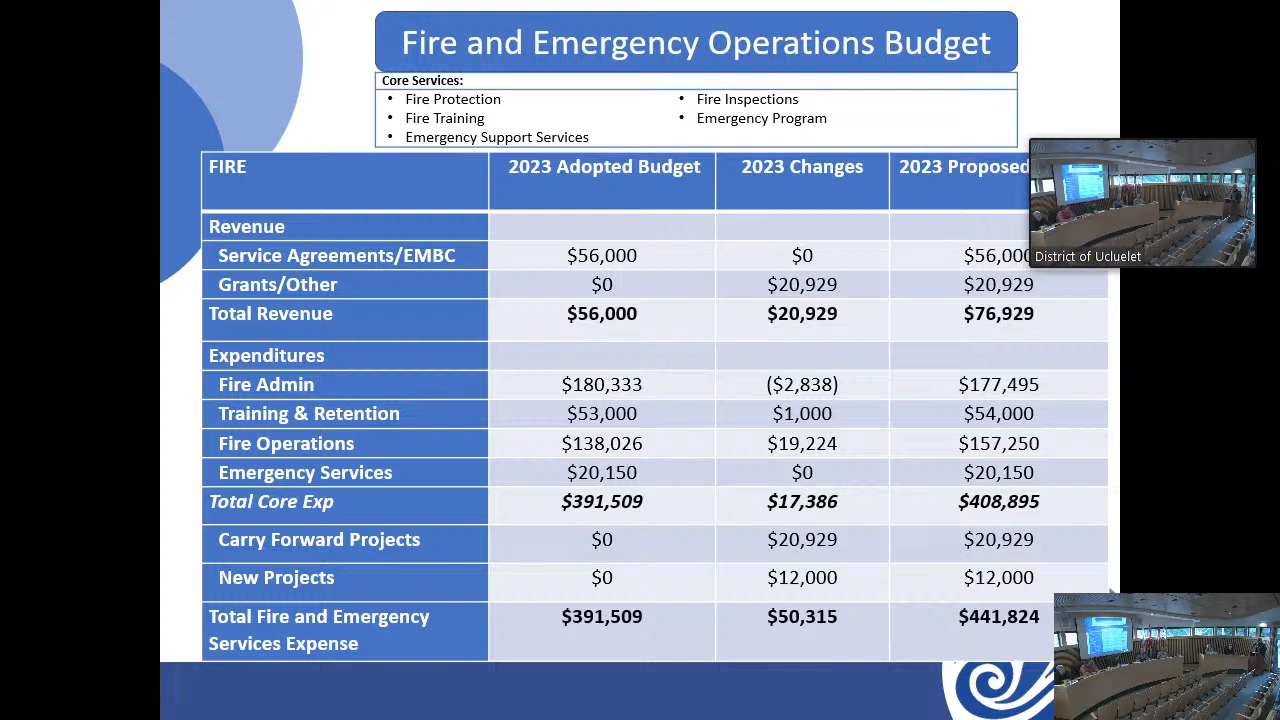 Fire and Emergency Operations Budget
Core Services:
• Fire Protection
• Fire Training
• Emergency Support Services
• Fire Inspections
• Emergency Program
FIRE 2023 Adopted Budget 2023 Changes 2023 Proposed
Revenue
Service Agreements/EMBC $56,000 $0 $56,000
Grants/Other $0 $20,929 $20,929
Total Revenue $56,000 $20,929 $76,929
Expenditures
Fire Admin $180,333 ($2,838) $177,495
Training & Retention $53,000 $1,000 $54,000
Fire Operations $138,026 $19,224 $157,250
Emergency Services $20,150 $0 $20,150
Total Core Exp $391,509 $17,386 $408,895
Carry Forward Projects $0 $20,929 $20,929
New Projects $0 $12,000 $12,000
Total Fire and Emergency
Services Expense $391,509 $50,315 $441,824
District of Ucluelet